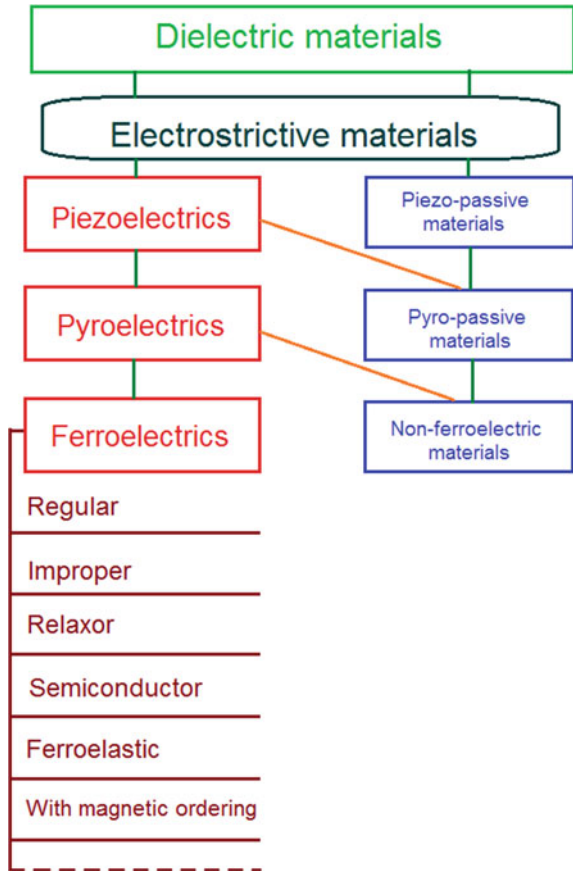 Dielectric materials
Electrostrictive materials
Piezoelectrics
Piezo-passive
materials
Pyroelectrics
Pyro-passive
materials
Ferroelectrics
Non-ferroelectric
materials
Regular
Improper
Relaxor
Semiconductor
Ferroelastic
With magnetic ordering